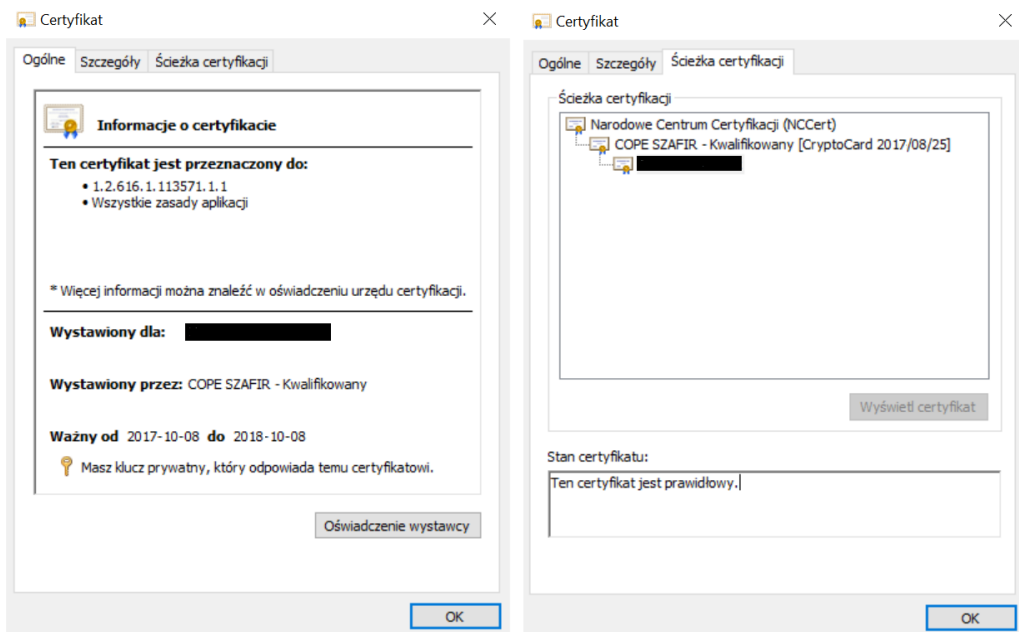 Certyfikat
Ogólne Szczegóły Ścieżka certyfikacji
Informacje o certyfikacie
Ten certyfikat jest przeznaczony do:
• 1.2.616.1.113571.1.1
• Wszystkie zasady aplikacji
* Więcej informacji można znaleźć w oświadczeniu urzędu certyfikacji.
Wystawiony dla:
Wystawiony przez: COPE SZAFIR - Kwalifikowany
Ważny od 2017-10-08 do 2018-10-08
Masz klucz prywatny, który odpowiada temu certyfikatowi.
Oświadczenie wystawcy
OK
Certyfikat
Ogólne Szczegóły Ścieżka certyfikacji
Ścieżka certyfikacji
Narodowe Centrum Certyfikacji (NCCert)
COPE SZAFIR - Kwalifikowany [CryptoCard 2017/08/25]
Wyświetl certyfikat
Stan certyfikatu:
Ten certyfikat jest prawidłowy.
OK